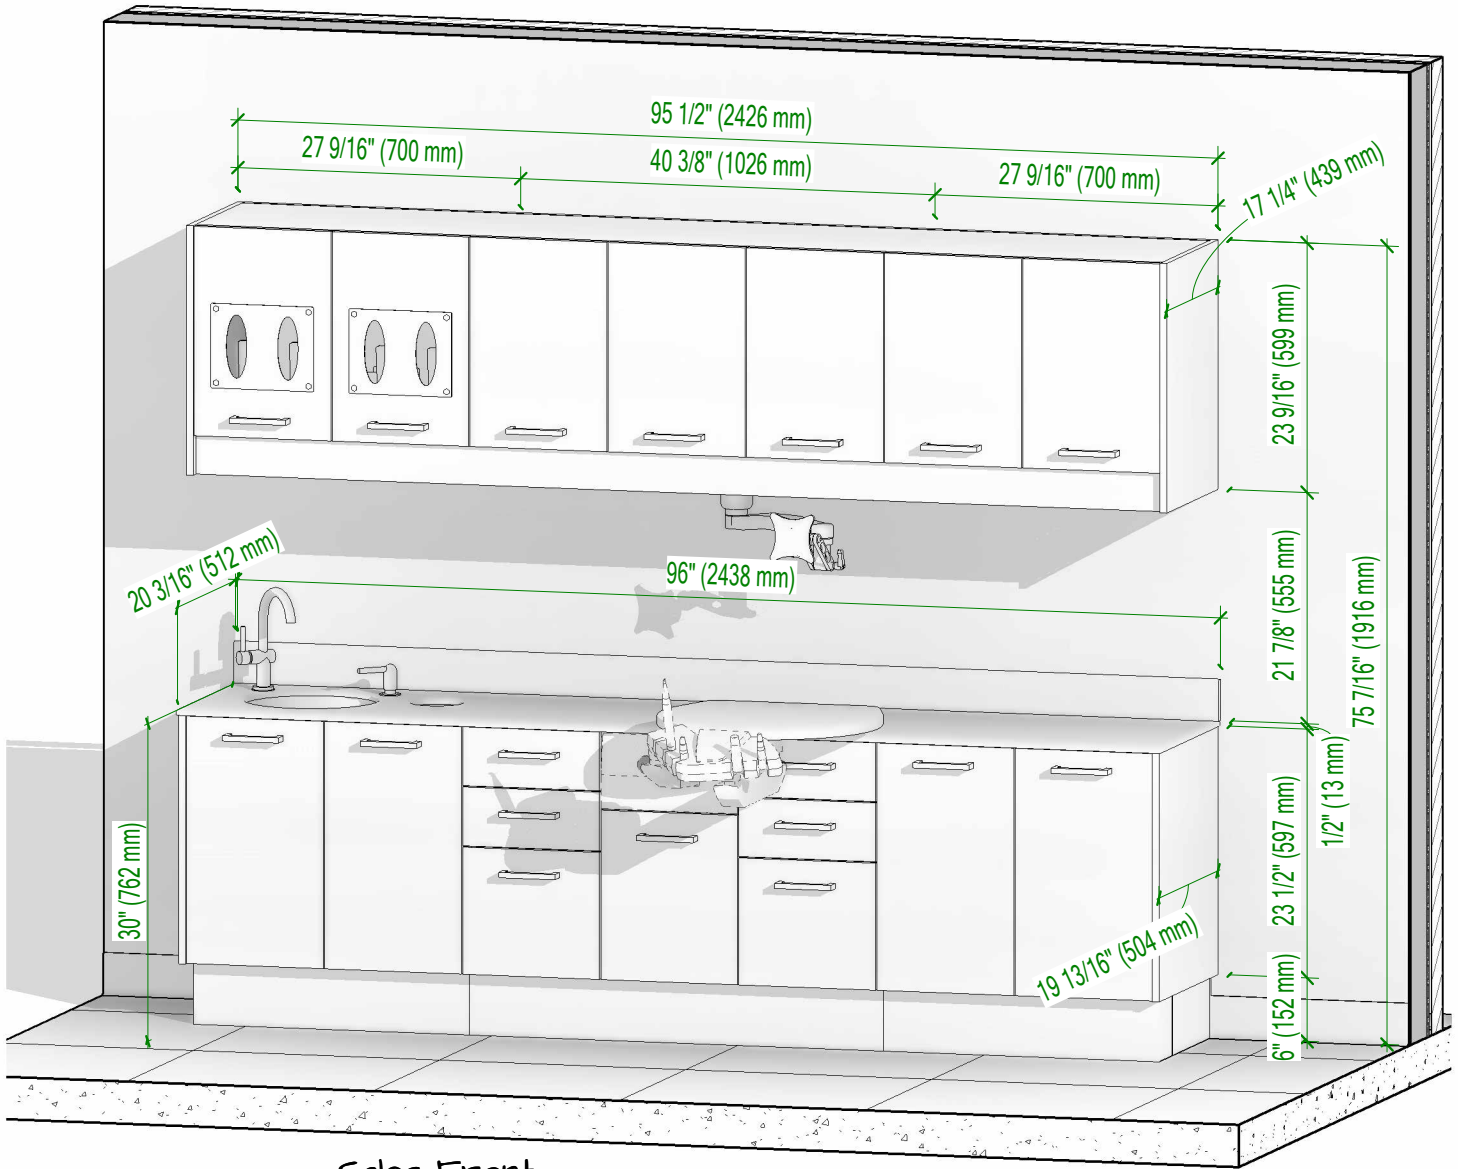 95 1/2" (2426 mm)
27 9/16" (700 mm)
40 3/8" (1026 mm)
27 9/16" (700 mm)
17 1/4" (439 mm)
23 9/16" (599 mm)
20 3/16" (512 mm)
96" (2438 mm)
21 7/8" (555 mm)
75 7/16" (1916 mm)
1/2" (13 mm)
30" (762 mm)
23 1/2" (597 mm)
19 13/16" (504 mm)
6" (152 mm)